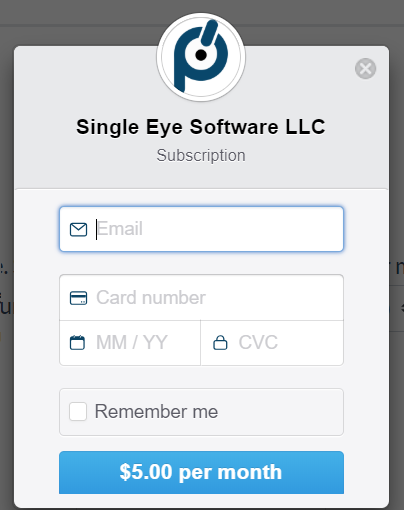 Single Eye Software LLC
Subscription
Email
Card number
MM / YY
CVC
Remember me
$5.00 per month